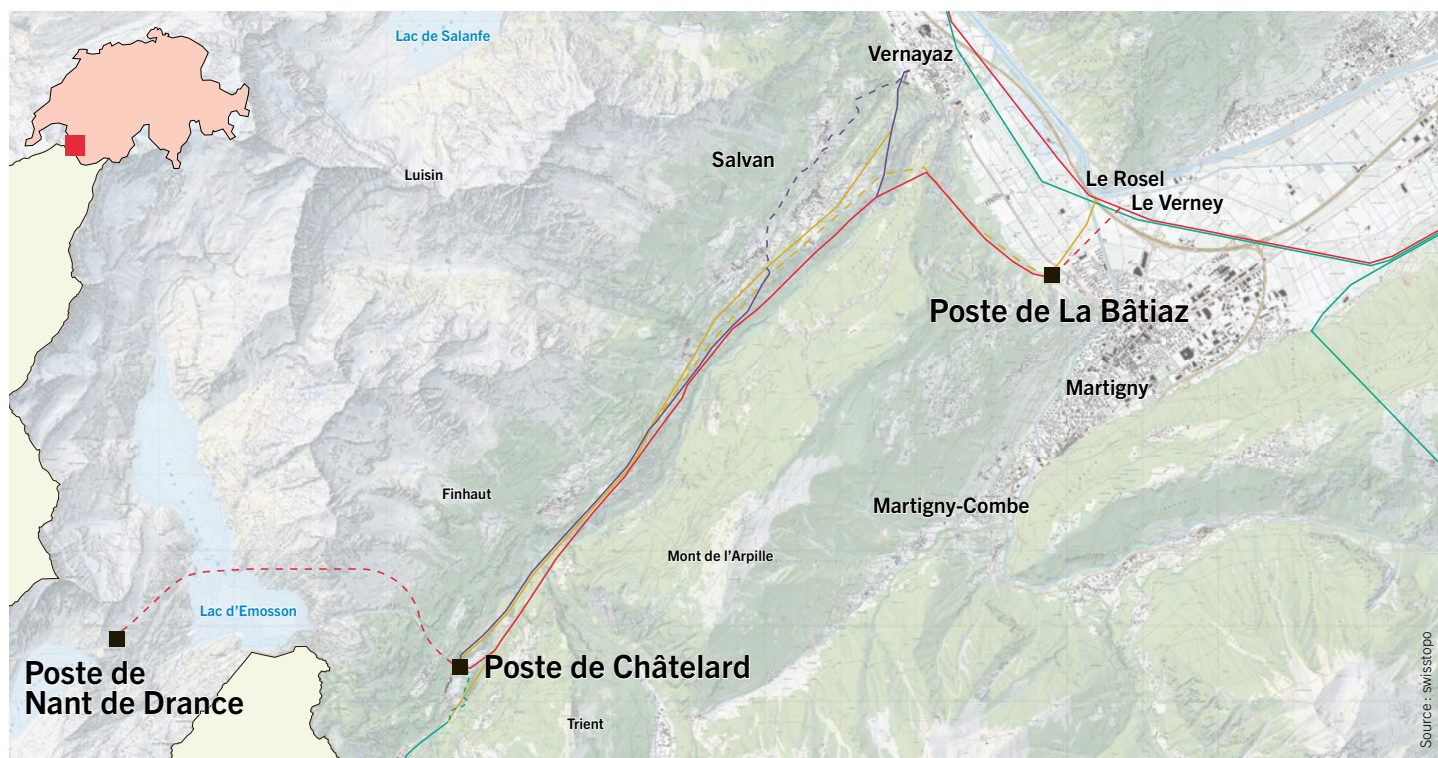 Lac de Salanfe
Vernayaz
Salvan
Luisin
Le Rosel
Le Verney
Poste de La Bâtiaz
Martigny
Finhaut
Martigny-Combe
Mont de l'Arpille
Lac d'Emosson
Poste de
Nant de Drance
Poste de Châtelard
Trient
Source : swisstopo